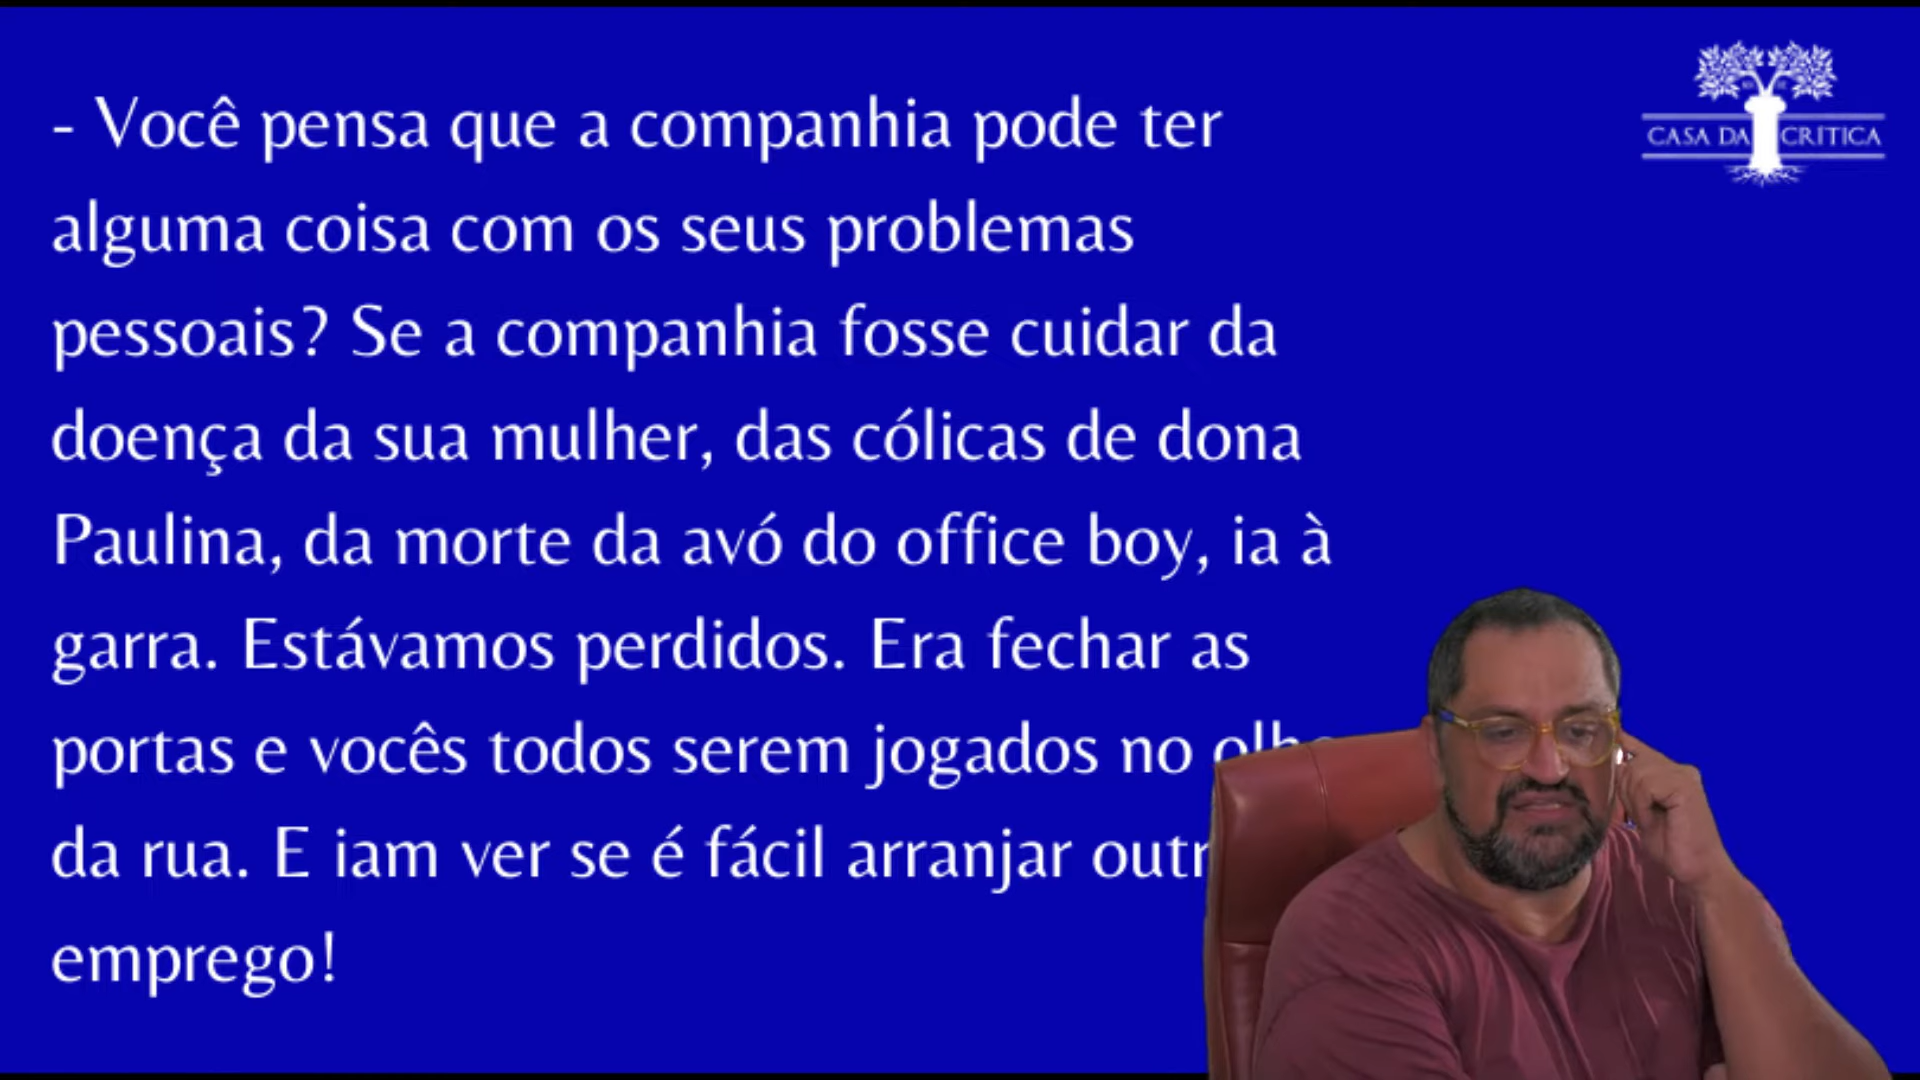 - Você pensa que a companhia pode ter
alguma coisa com os seus problemas
pessoais? Se a companhia fosse cuidar da
doença da sua mulher, das cólicas de dona
Paulina, da morte da avó do office boy, ia à
garra. Estávamos perdidos. Era fechar as
portas e vocês todos serem jogados no
da rua. E iam ver se é fácil arranjar
emprego!
CASA DA CRÍTICA